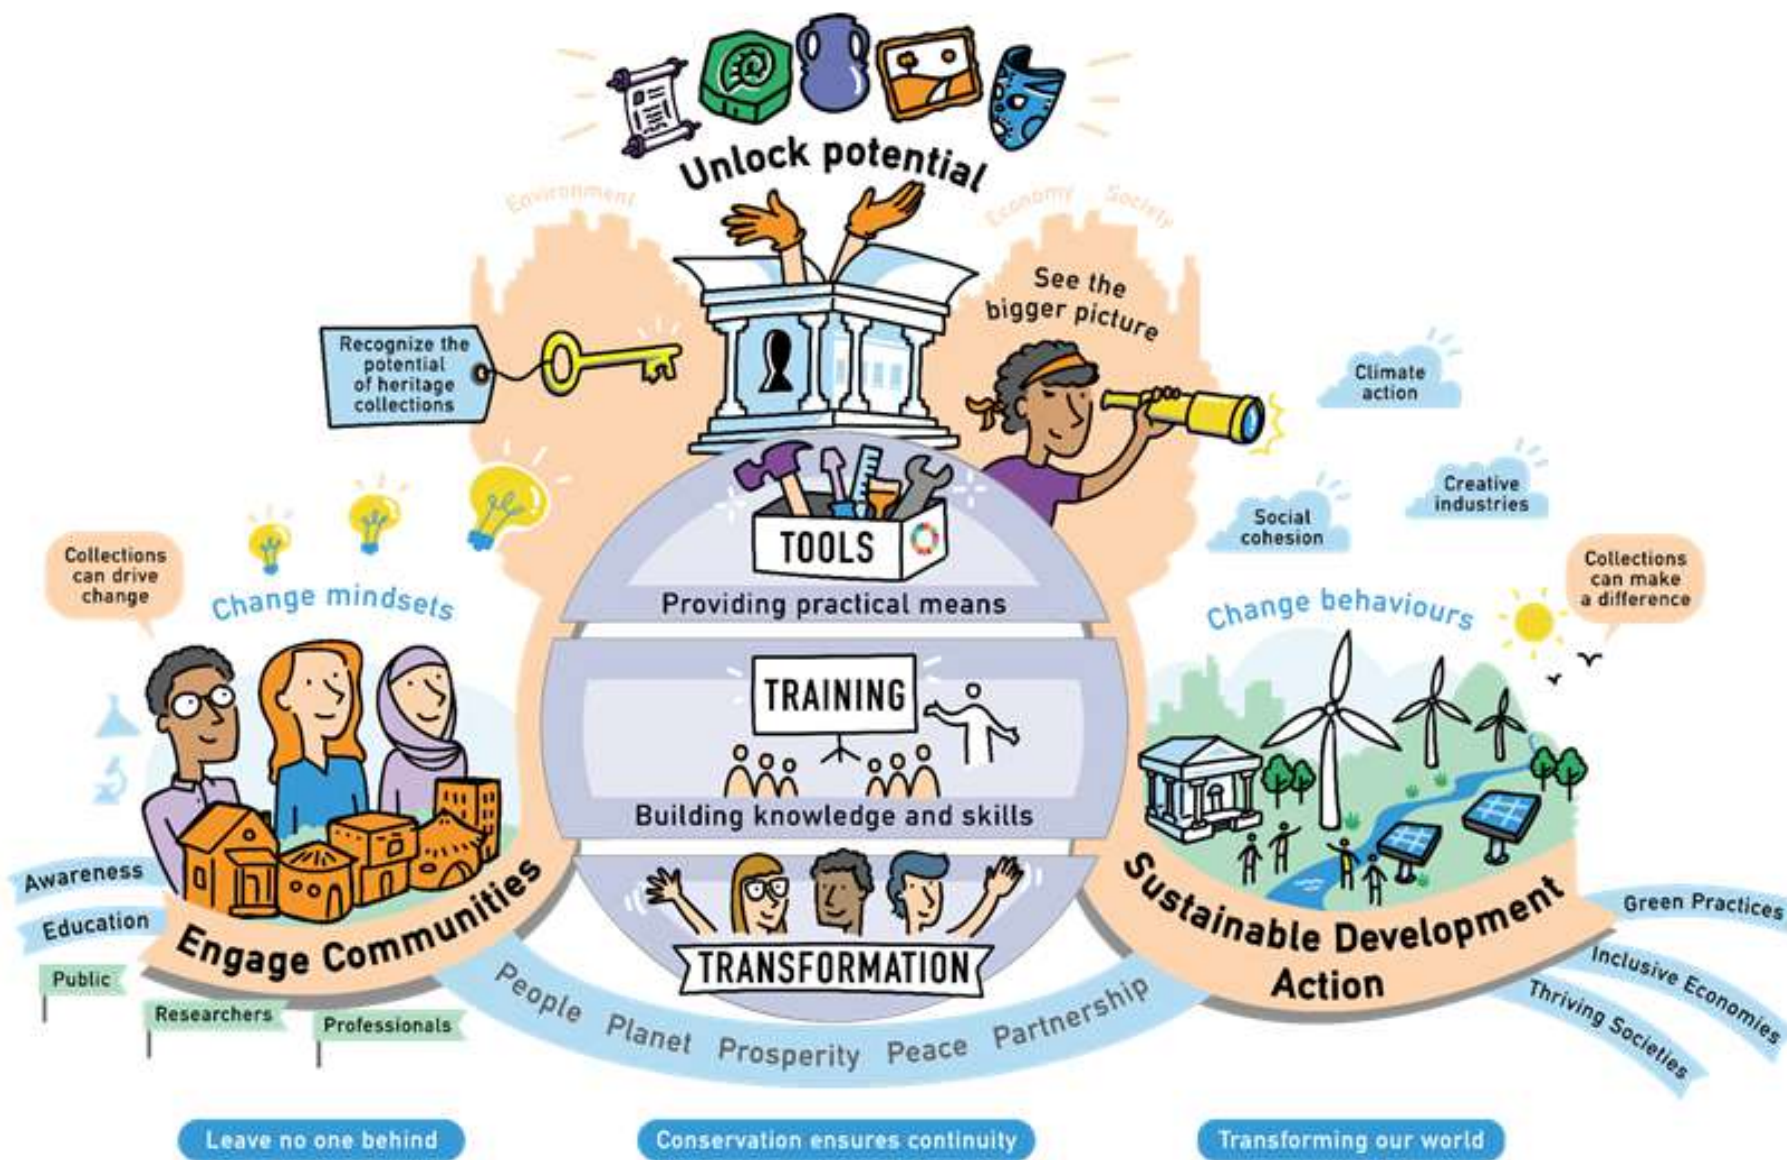 Unlock potential
Environment
Economy
Society
See the
bigger picture
Recognize the
potential
of heritage
collections
Climate
action
Creative
industries
Social
cohesion
Collections
can drive
change
Change mindsets
TOOLS
Providing practical means
Change behaviours
Collections
can make
a difference
TRAINING
Building knowledge and skills
Awareness
Education
Engage Communities
Public
Researchers
Professionals
TRANSFORMATION
People Planet Prosperity Peace Partnership
Sustainable Development
Action
Green Practices
Inclusive Economies
Thriving Societies
Leave no one behind
Conservation ensures continuity
Transforming our world